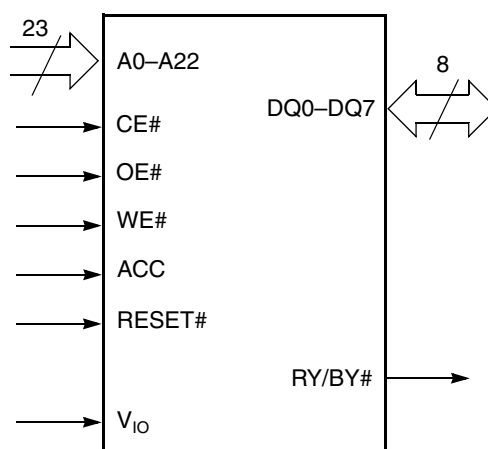 23
A0–A22
8
DQ0–DQ7
CE#
OE#
WE#
ACC
RESET#
RY/BY#
VIO